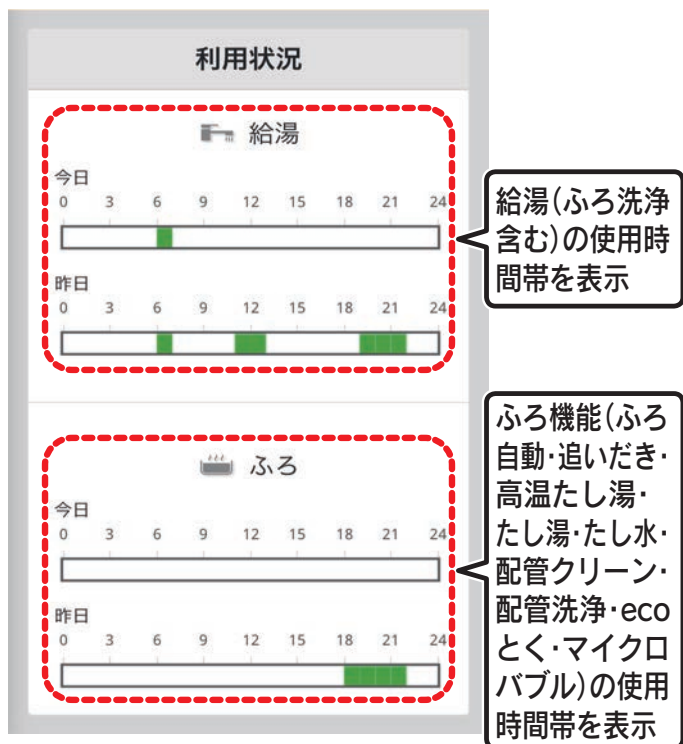 利用状況
給湯
今日
0 3 6 9 12 15 18 21 24
昨日
0 3 6 9 12 15 18 21 24
給湯(ふろ洗浄
含む)の使用時
間帯を表示
ふろ
今日
0 3 6 9 12 15 18 21 24
昨日
0 3 6 9 12 15 18 21 24
ふろ機能(ふろ
自動･追いだき･
高温たし湯･
たし湯･たし水･
配管クリーン･
配管洗浄･eco
とく･マイクロ
バブル)の使用
時間帯を表示